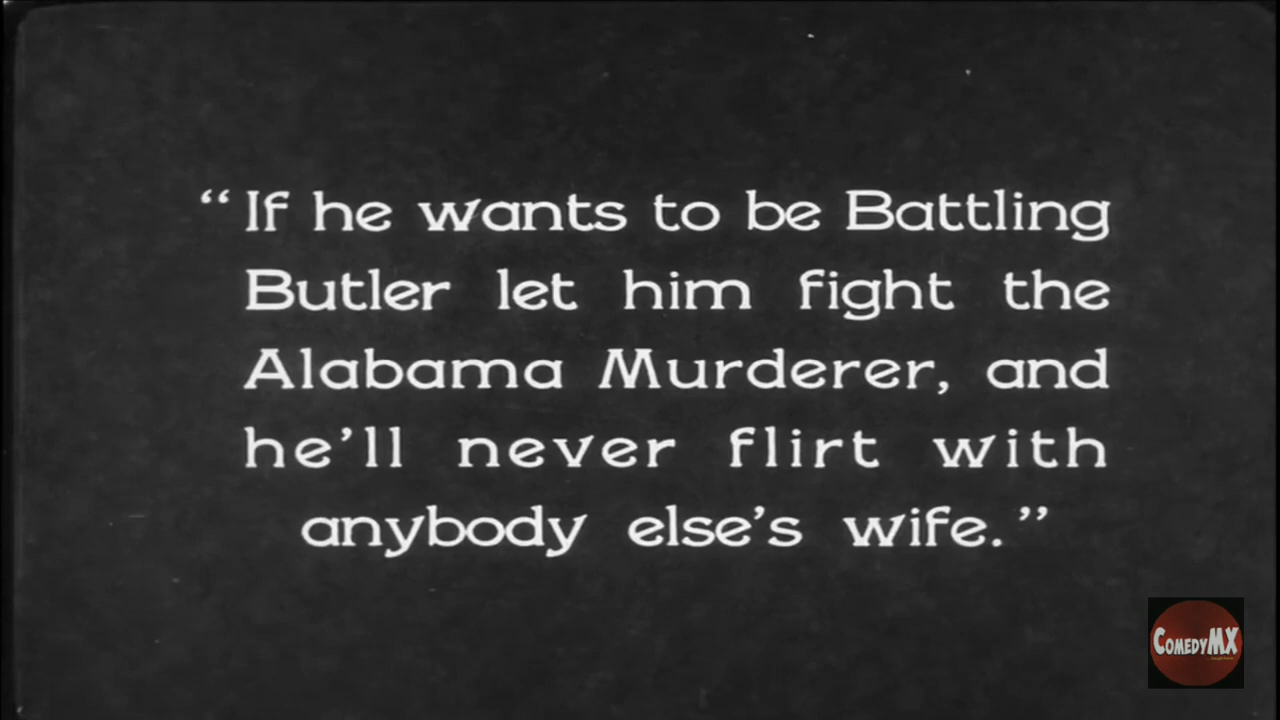 “If he wants to be Battling
Butler let him fight the
Alabama Murderer, and
he’ll never flirt with
anybody else’s wife.”
COMEDYMX